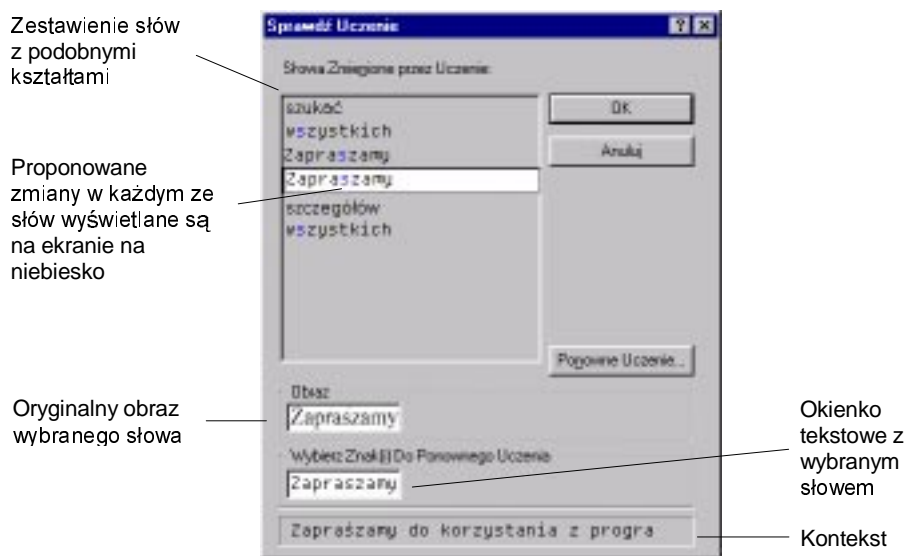 Zestawienie słów
z podobnymi
kształtami
Proponowane
zmiany w każdym ze
słów wyświetlane są
na ekranie na
niebiesko
Oryginalny obraz
wybranego słowa
Sprawdź Uczenie
Słowa Zmienione przez Uczenie:
szukać
wszystkich
Zapraszamy
Zapraszamy
szczegółów
wszystkich
OK
Anuluj
Ponowne Uczenie...
Obraz
Zapraszamy
Wybierz Znak(i) Do Ponownego Uczenia
Zapraszamy
Zapraśzamy do korzystania z progra
Okienko
tekstowe z
wybranym
słowem
Kontekst